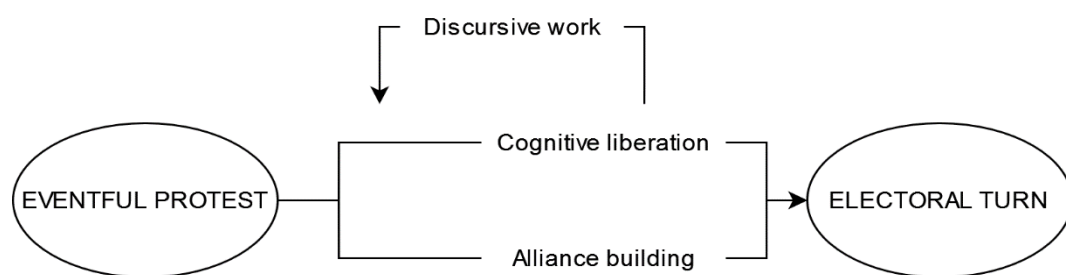 Discursive work
Cognitive liberation
EVENTFUL PROTEST
ELECTORAL TURN
Alliance building